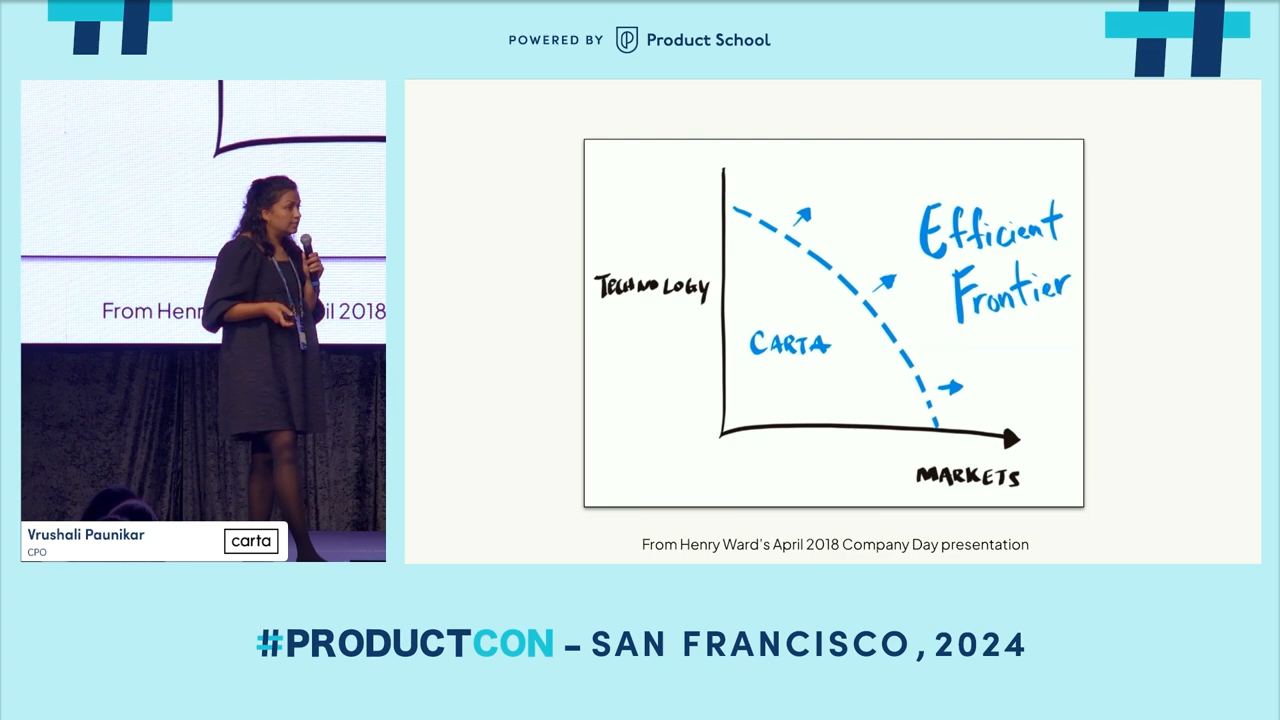 POWERED BY Product School
From Henr il 2018
Vrushali Paunikar
CPO
carta
TECHNOLOGY
CARTA
Efficient
Frontier
MARKETS
From Henry Ward's April 2018 Company Day presentation
#PRODUCTCON – SAN FRANCISCO, 2024